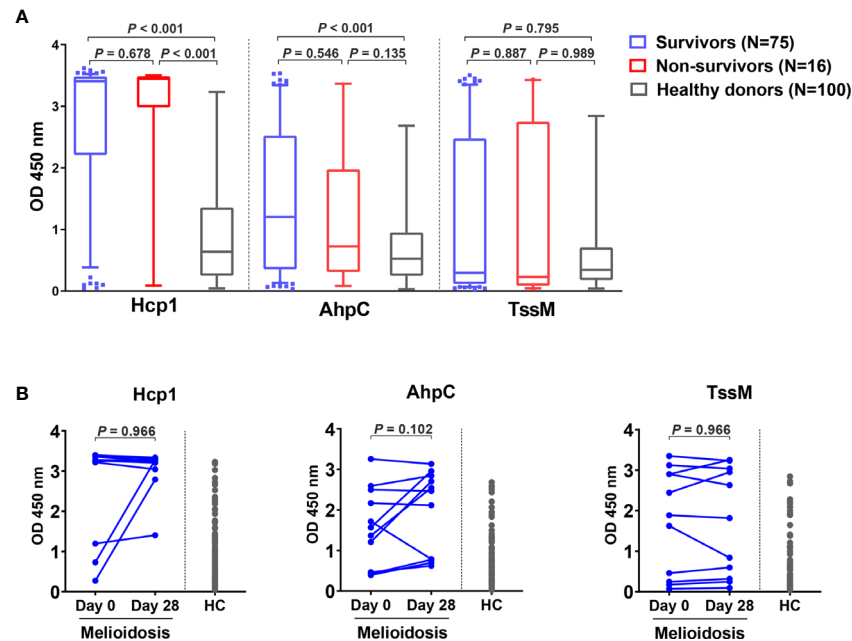 A
P < 0.001
P = 0.678
P < 0.001
P < 0.001
P = 0.546
P = 0.135
P = 0.795
P = 0.887
P = 0.989
Survivors (N=75)
Non-survivors (N=16)
Healthy donors (N=100)
OD 450 nm
4
3
2
1
0
Hcp1
AhpC
TssM
B
Hcp1
P = 0.966
OD 450 nm
4
3
2
1
0
Day 0 Day 28 HC
Melioidosis
AhpC
P = 0.102
OD 450 nm
4
3
2
1
0
Day 0 Day 28 HC
Melioidosis
TssM
P = 0.966
OD 450 nm
4
3
2
1
0
Day 0 Day 28 HC
Melioidosis